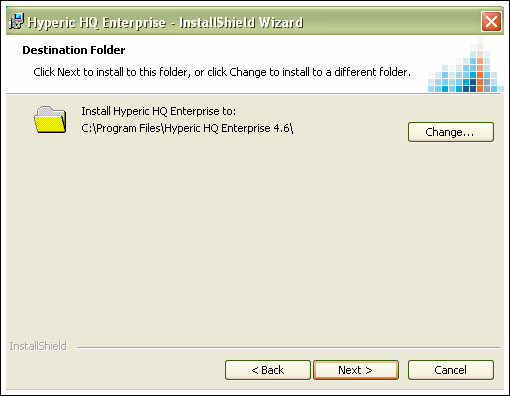 Hyperic HQ Enterprise - InstallShield Wizard
Destination Folder
Click Next to install to this folder, or click Change to install to a different folder.
Install Hyperic HQ Enterprise to:
C:\Program Files\Hyperic HQ Enterprise 4.6\
Change...
InstallShield
< Back
Next >
Cancel